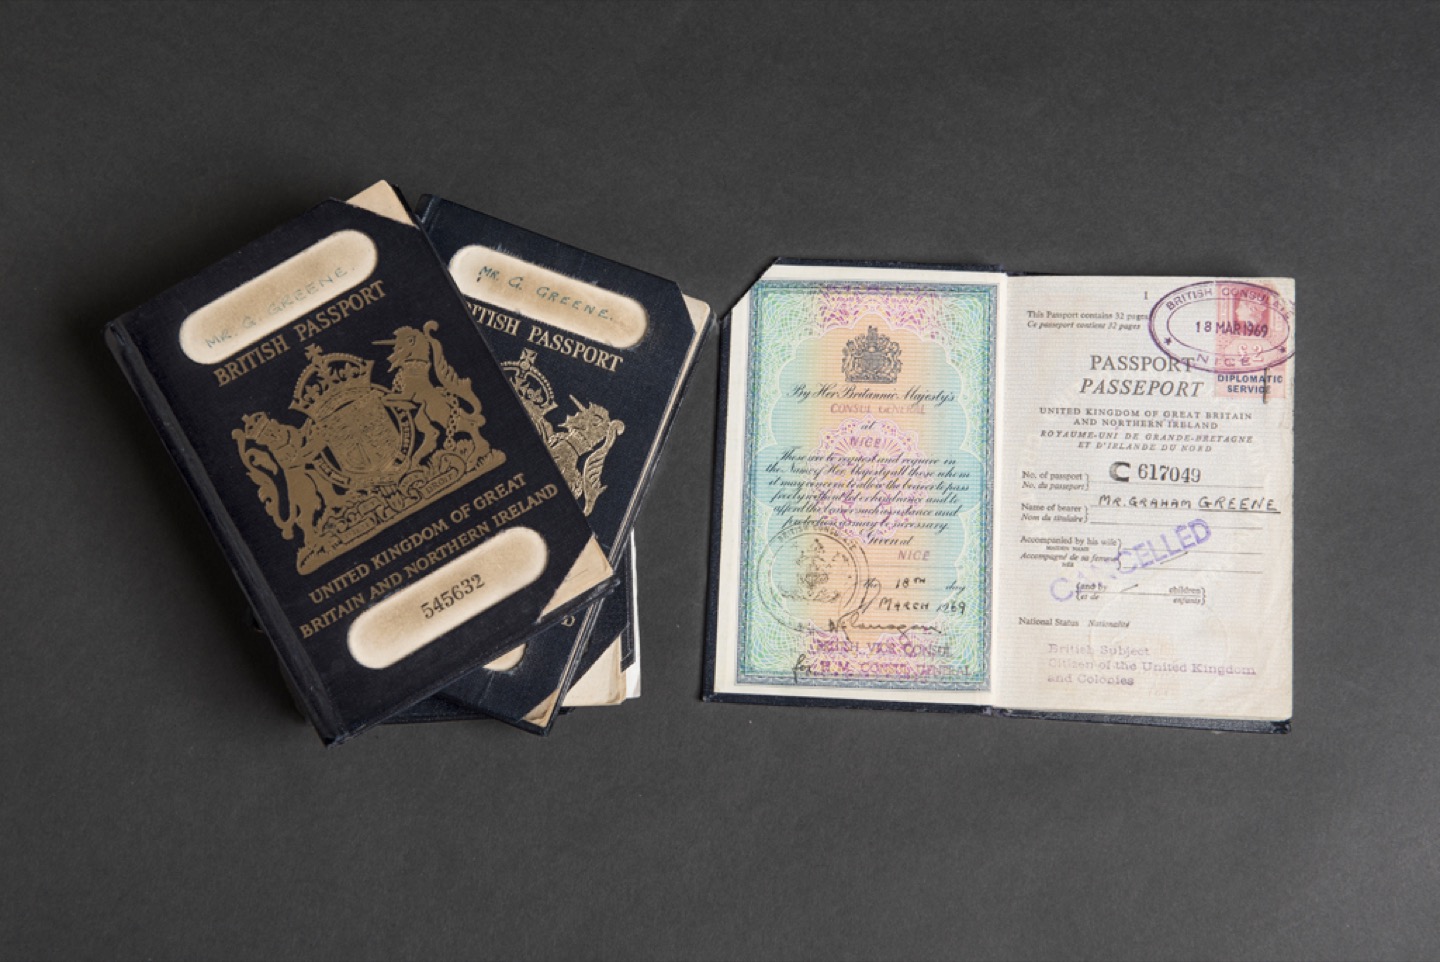 MR. G. GREENE.
BRITISH PASSPORT
DROIT
UNITED KINGDOM OF GREAT
BRITAIN AND NORTHERN IRELAND
545632
MR. G. GREENE.
TISH PASSPORT
D
By Her Britannic Majesty's
CONSUL GENERAL
at
NICE
These are to request and require in
the Name of Her Majesty all those whom
it may concern to allow the bearer to pass
freely without let or hindrance and to
afford the bearer such assistance and
protection as may be necessary.
Given at
NICE
the 18TH day
of MARCH 1969
BRITISH VICE CONSUL
for H.M. CONSUL GENERAL
BRITISH CONSULATE
1
This Passport contains 32 pages
Ce passeport contient 32 pages
BRITISH CONSULATE
18 MAR 1969
NICE
£2
DIPLOMATIC
SERVICE
PASSPORT
PASSEPORT
UNITED KINGDOM OF GREAT BRITAIN
AND NORTHERN IRELAND
ROYAUME-UNI DE GRANDE-BRETAGNE
ET D'IRLANDE DU NORD
No. of passport
No. du passeport
C 617049
Name of bearer
Nom du titulaire
MR. GRAHAM GREENE
Accompanied by his wife
MAIDEN NAME
Accompagné de sa femme
NÉE
CANCELLED
and by children
et de enfants
National Status Nationalité
British Subject
Citizen of the United Kingdom
and Colonies